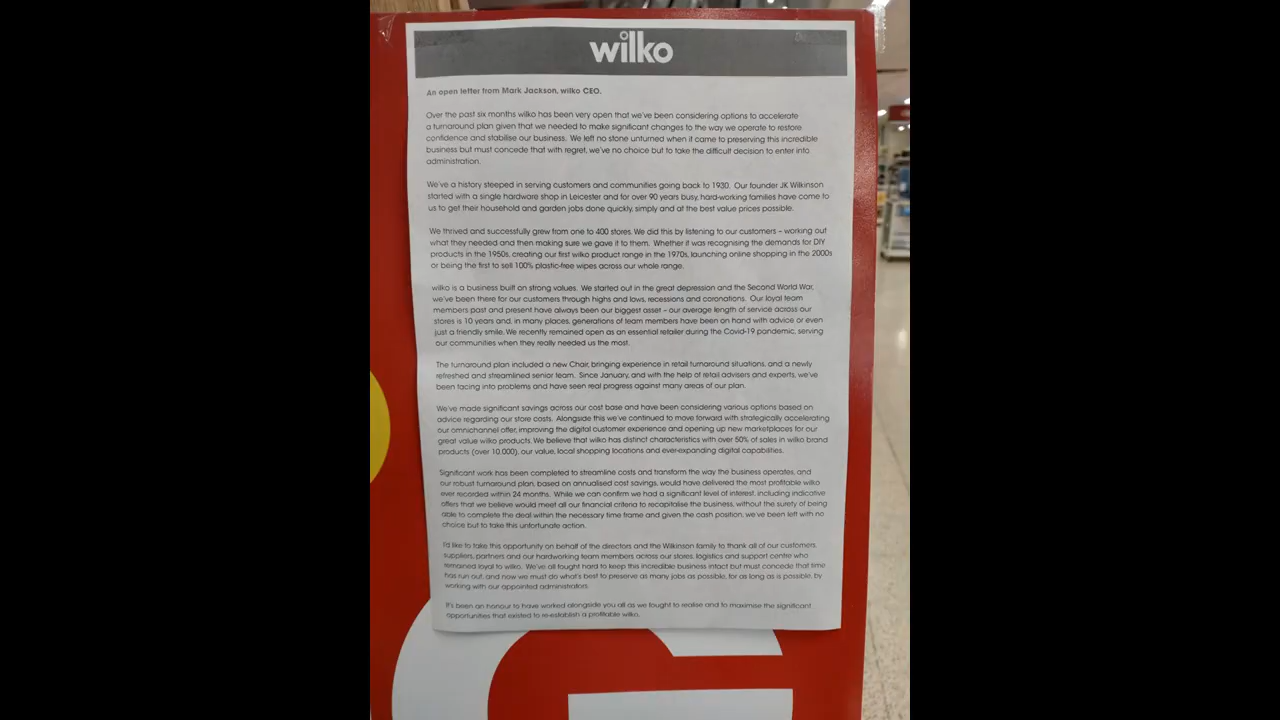 wilko
An open letter from Mark Jackson, wilko CEO.
Over the past six months wilko has been very open that we've been considering options to accelerate
a turnaround plan given that we needed to make significant changes to the way we operate to restore
confidence and stabilise our business. We left no stone unturned when it came to preserving this incredible
business but must concede that with regret, we've no choice but to take the difficult decision to enter into
administration.
We've a history steeped in serving customers and communities going back to 1930. Our founder JK Wilkinson
started with a single hardware shop in Leicester and for over 90 years busy, hard-working families have come to
us to get their household and garden jobs done quickly, simply and at the best value prices possible.
We thrived and successfully grew from one to 400 stores. We did this by listening to our customers – working out
what they needed and then making sure we gave it to them. Whether it was recognising the demands for DIY
products in the 1950s, creating our first wilko product range in the 1970s, launching online shopping in the 2000s
or being the first to sell 100% plastic-free wipes across our whole range.
wilko is a business built on strong values. We started out in the great depression and the Second World War,
we've been there for our customers through highs and lows, recessions and coronations. Our loyal team
members past and present have always been our biggest asset – our average length of service across our
stores is 10 years and, in many places, generations of team members have been on hand with advice or even
just a friendly smile. We recently remained open as an essential retailer during the Covid-19 pandemic, serving
our communities when they really needed us the most.
The turnaround plan included a new Chair, bringing experience in retail turnaround situations, and a newly
refreshed and streamlined senior team. Since January, and with the help of retail advisers and experts, we've
been facing into problems and have seen real progress against many areas of our plan.
We've made significant savings across our cost base and have been considering various options based on
advice regarding our store costs. Alongside this we've continued to move forward with strategically accelerating
our omnichannel offer, improving the digital customer experience and opening up new marketplaces for our
great value wilko products. We believe that wilko has distinct characteristics with over 50% of sales in wilko brand
products (over 10,000), our value, local shopping locations and ever-expanding digital capabilities.
Significant work has been completed to streamline costs and transform the way the business operates, and
our robust turnaround plan, based on annualised cost savings, would have delivered the most profitable wilko
ever recorded within 24 months. While we can confirm we had a significant level of interest, including indicative
offers that we believe would meet all our financial criteria to recapitalise the business, without the surety of being
able to complete the deal within the necessary time frame and given the cash position, we've been left with no
choice but to take this unfortunate action.
I'd like to take this opportunity on behalf of the directors and the Wilkinson family to thank all of our customers,
suppliers, partners and our hardworking team members across our stores, logistics and support centre who
remained loyal to wilko. We've all fought hard to keep this incredible business intact but must concede that time
has run out, and now we must do what's best to preserve as many jobs as possible, for as long as is possible, by
working with our appointed administrators.
It's been an honour to have worked alongside you all as we fought to realise and to maximise the significant
opportunities that existed to re-establish a profitable wilko.